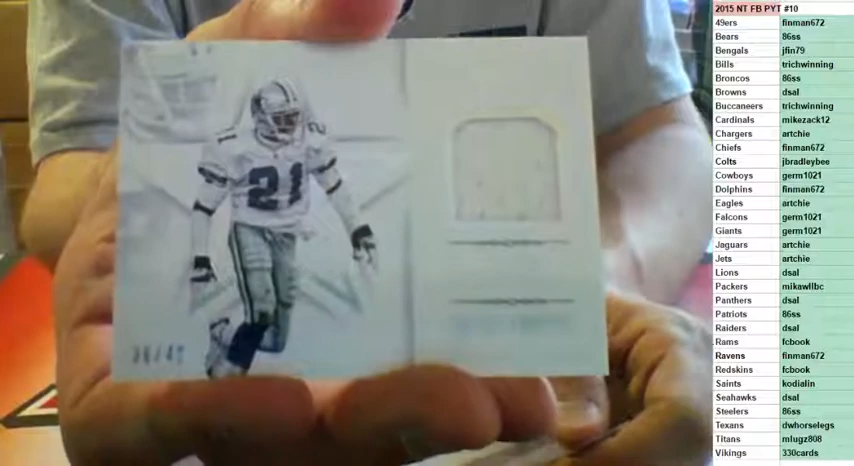 2015 NT FB PYT #10
49ers finman672
Bears 86ss
Bengals jfin79
Bills trichwinning
Broncos 86ss
Browns dsal
Buccaneers trichwinning
Cardinals mikezack12
Chargers artchie
Chiefs finman672
Colts jbradleybee
Cowboys germ1021
Dolphins finman672
Eagles artchie
Falcons germ1021
Giants germ1021
Jaguars artchie
Jets artchie
Lions dsal
Packers mikawllbc
Panthers dsal
Patriots 86ss
Raiders dsal
Rams fcbook
Ravens finman672
Redskins fcbook
Saints kodialin
Seahawks dsal
Steelers 86ss
Texans dwhorselegs
Titans mlugz808
Vikings 330cards
21
21